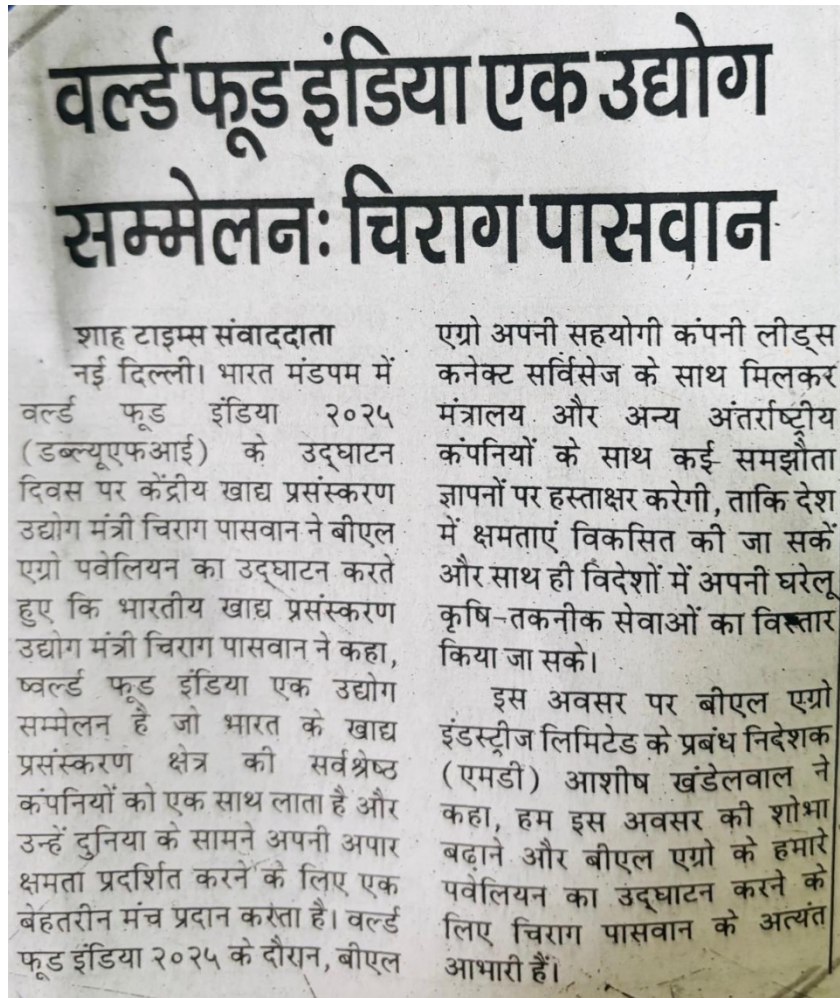 वर्ल्ड फूड इंडिया एक उद्योग
सम्मेलन: चिराग पासवान
शाह टाइम्स संवाददाता
नई दिल्ली। भारत मंडपम में
वर्ल्ड फूड इंडिया २०२५
(डब्ल्यूएफआई) के उद्घाटन
दिवस पर केंद्रीय खाद्य प्रसंस्करण
उद्योग मंत्री चिराग पासवान ने बीएल
एग्रो पवेलियन का उद्घाटन करते
हुए कि भारतीय खाद्य प्रसंस्करण
उद्योग मंत्री चिराग पासवान ने कहा,
ष्वर्ल्ड फूड इंडिया एक उद्योग
सम्मेलन है जो भारत के खाद्य
प्रसंस्करण क्षेत्र की सर्वश्रेष्ठ
कंपनियों को एक साथ लाता है और
उन्हें दुनिया के सामने अपनी अपार
क्षमता प्रदर्शित करने के लिए एक
बेहतरीन मंच प्रदान करता है। वर्ल्ड
फूड इंडिया २०२५ के दौरान, बीएल
एग्रो अपनी सहयोगी कंपनी लीड्स
कनेक्ट सर्विसेज के साथ मिलकर
मंत्रालय और अन्य अंतर्राष्ट्रीय
कंपनियों के साथ कई समझौता
ज्ञापनों पर हस्ताक्षर करेगी, ताकि देश
में क्षमताएं विकसित की जा सकें
और साथ ही विदेशों में अपनी घरेलू
कृषि-तकनीक सेवाओं का विस्तार
किया जा सके।
इस अवसर पर बीएल एग्रो
इंडस्ट्रीज लिमिटेड के प्रबंध निदेशक
(एमडी) आशीष खंडेलवाल ने
कहा, हम इस अवसर की शोभा
बढ़ाने और बीएल एग्रो के हमारे
पवेलियन का उद्घाटन करने के
लिए चिराग पासवान के अत्यंत
आभारी हैं।